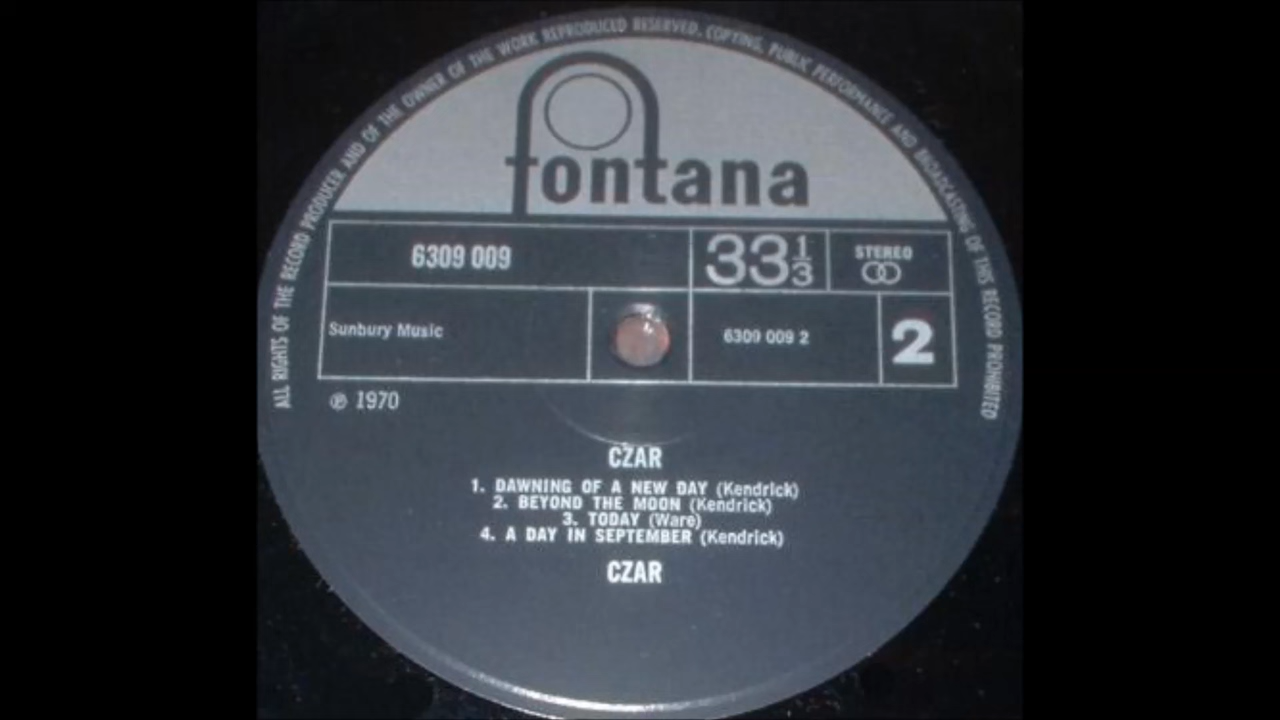 ALL RIGHTS OF THE RECORD PRODUCER AND OF THE OWNER OF THE WORK REPRODUCED RESERVED. COPYING, PUBLIC PERFORMANCE AND BROADCASTING OF THIS RECORD PROHIBITED
fontana
6309 009
33 1/3
STEREO
Sunbury Music
6309 009 2
2
℗ 1970
CZAR
1. DAWNING OF A NEW DAY (Kendrick)
2. BEYOND THE MOON (Kendrick)
3. TODAY (Ware)
4. A DAY IN SEPTEMBER (Kendrick)
CZAR